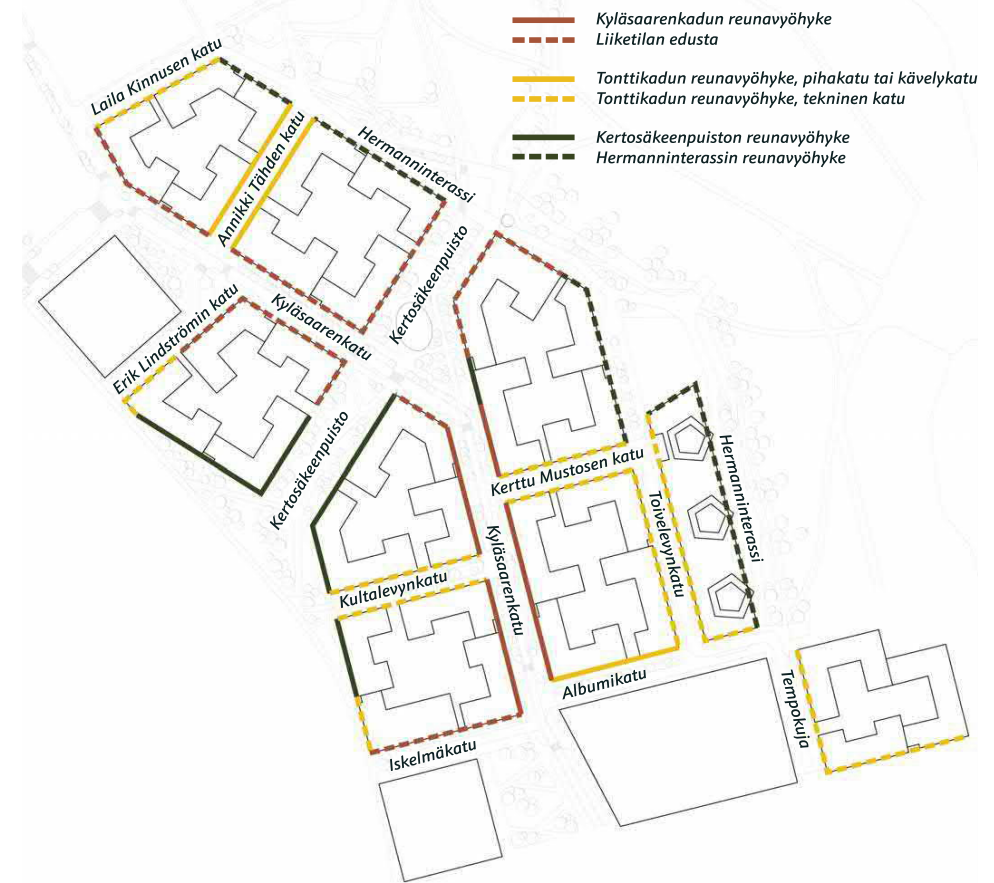 Kyläsaarenkadun reunavyöhyke
Liiketilan edusta
Tonttikadun reunavyöhyke, pihakatu tai kävelykatu
Tonttikadun reunavyöhyke, tekninen katu
Kertosäkeenpuiston reunavyöhyke
Hermanninterassin reunavyöhyke
Laila Kinnusen katu
Annikki Tähden katu
Hermanninterassi
Kertosäkeenpuisto
Kyläsaarenkatu
Erik Lindströmin katu
Kertosäkeenpuisto
Kerttu Mustosen katu
Hermanninterassi
Toivelevynkatu
Kyläsaarenkatu
Kultalevynkatu
Albumikatu
Tempokuja
Iskelmäkatu